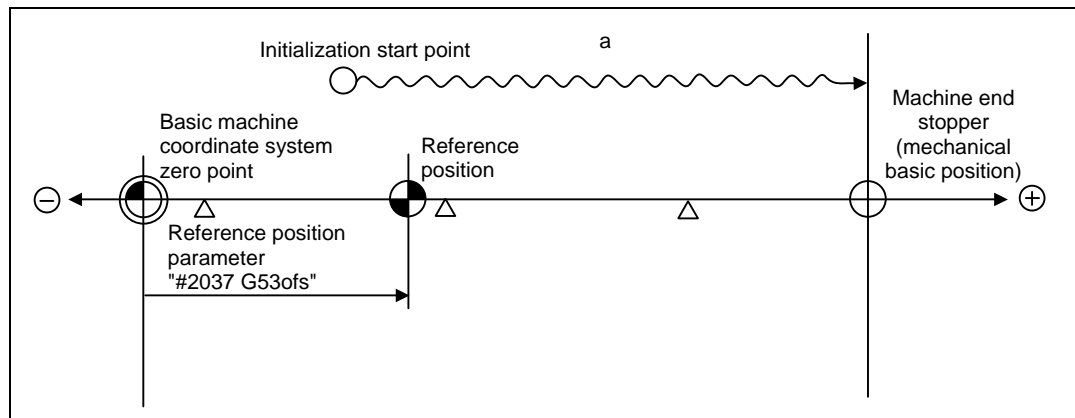 a
Initialization start point
Machine end
stopper
(mechanical
basic position)
Basic machine
coordinate system
zero point
Reference
position
−
+
Reference position
parameter
"#2037 G53ofs"